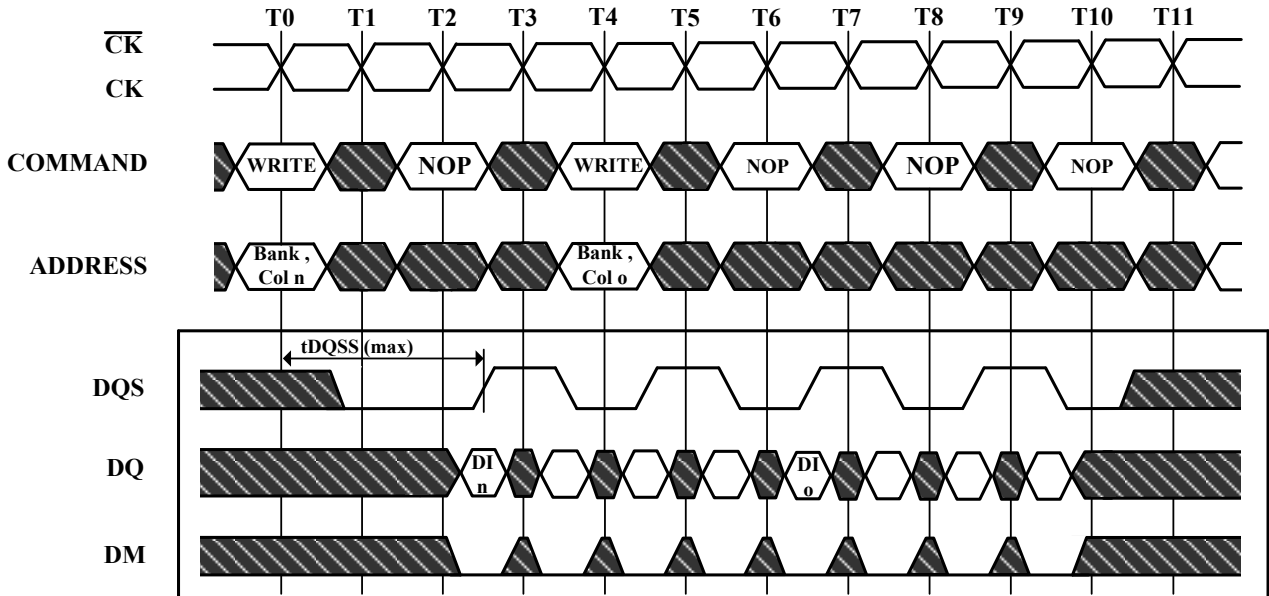 T0 T1 T2 T3 T4 T5 T6 T7 T8 T9 T10 T11
CK
CK
COMMAND
WRITE NOP WRITE NOP NOP NOP
ADDRESS
Bank , Bank ,
Col n Col o
tDQSS (max)
DQS
DQ
DI DI
n o
DM